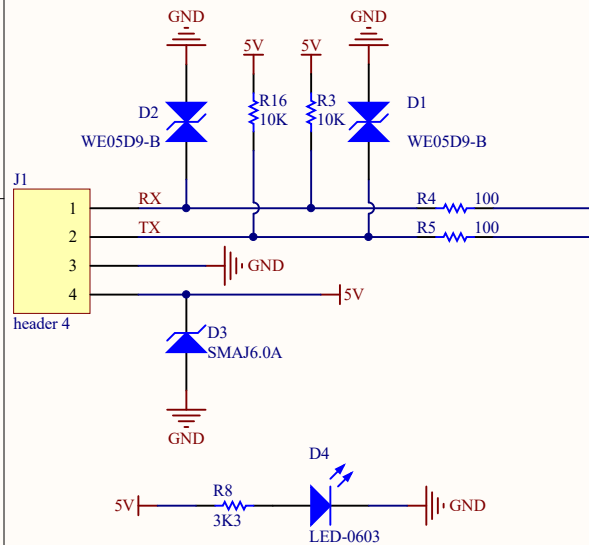 GND
GND
5V
5V
D2
R16
R3
D1
10K
10K
WE05D9-B
WE05D9-B
J1
1
RX
R4
100
2
TX
R5
100
3
GND
4
5V
header 4
D3
SMAJ6.0A
GND
D4
R8
5V
GND
3K3
LED-0603